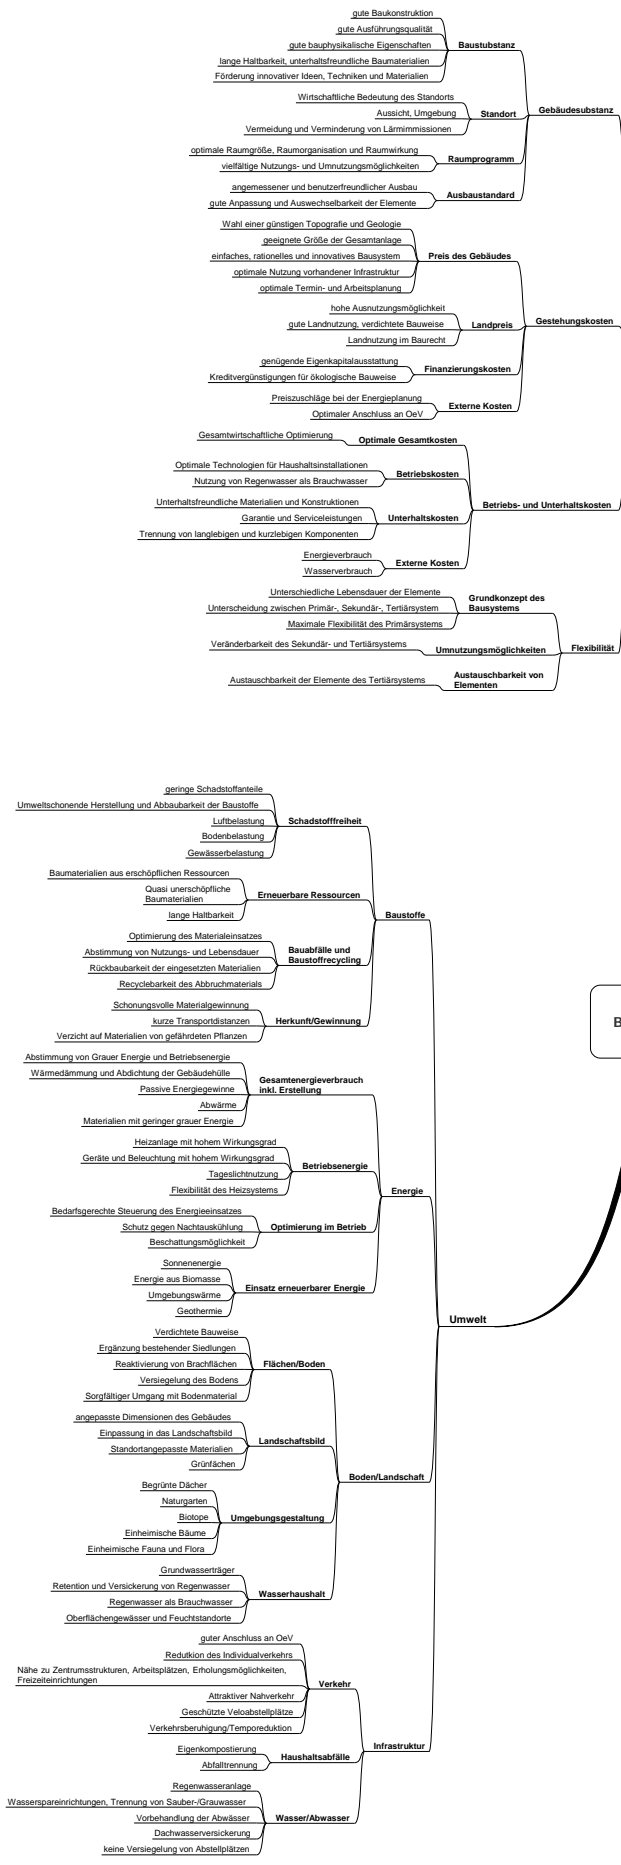 gute Baukonstruktion
gute Ausführungsqualität
gute bauphysikalische Eigenschaften
lange Haltbarkeit, unterhaltsfreundliche Baumaterialien
Förderung innovativer Ideen, Techniken und Materialien
Baustubstanz
Wirtschaftliche Bedeutung des Standorts
Aussicht, Umgebung
Vermeidung und Verminderung von Lärmimmissionen
Standort
Gebäudesubstanz
optimale Raumgröße, Raumorganisation und Raumwirkung
vielfältige Nutzungs- und Umnutzungsmöglichkeiten
Raumprogramm
angemessener und benutzerfreundlicher Ausbau
gute Anpassung und Auswechselbarkeit der Elemente
Ausbaustandard
Wahl einer günstigen Topografie und Geologie
geeignete Größe der Gesamtanlage
einfaches, rationelles und innovatives Bausystem
optimale Nutzung vorhandener Infrastruktur
optimale Termin- und Arbeitsplanung
Preis des Gebäudes
hohe Ausnutzungsmöglichkeit
gute Landnutzung, verdichtete Bauweise
Landnutzung im Baurecht
Landpreis
Gestehungskosten
genügende Eigenkapitalausstattung
Kreditvergünstigungen für ökologische Bauweise
Finanzierungskosten
Preiszuschläge bei der Energieplanung
Optimaler Anschluss an OeV
Externe Kosten
Gesamtwirtschaftliche Optimierung
Optimale Gesamtkosten
Optimale Technologien für Haushaltsinstallationen
Nutzung von Regenwasser als Brauchwasser
Betriebskosten
Unterhaltsfreundliche Materialien und Konstruktionen
Garantie und Serviceleistungen
Trennung von langlebigen und kurzlebigen Komponenten
Unterhaltskosten
Betriebs- und Unterhaltskosten
Energieverbrauch
Wasserverbrauch
Externe Kosten
Unterschiedliche Lebensdauer der Elemente
Unterscheidung zwischen Primär-, Sekundär-, Tertiärsystem
Maximale Flexibilität des Primärsystems
Grundkonzept des
Bausystems
Veränderbarkeit des Sekundär- und Tertiärsystems
Umnutzungsmöglichkeiten
Flexibilität
Austauschbarkeit der Elemente des Tertiärsystems
Austauschbarkeit von
Elementen
geringe Schadstoffanteile
Umweltschonende Herstellung und Abbaubarkeit der Baustoffe
Luftbelastung
Bodenbelastung
Gewässerbelastung
Schadstofffreiheit
Baumaterialien aus erschöpflichen Ressourcen
Quasi unerschöpfliche
Baumaterialien
lange Haltbarkeit
Erneuerbare Ressourcen
Baustoffe
Optimierung des Materialeinsatzes
Abstimmung von Nutzungs- und Lebensdauer
Rückbaubarkeit der eingesetzten Materialien
Recyclebarkeit des Abbruchmaterials
Bauabfälle und
Baustoffrecycling
Schonungsvolle Materialgewinnung
kurze Transportdistanzen
Verzicht auf Materialien von gefährdeten Pflanzen
Herkunft/Gewinnung
B
Abstimmung von Grauer Energie und Betriebsenergie
Wärmedämmung und Abdichtung der Gebäudehülle
Passive Energiegewinne
Abwärme
Materialien mit geringer grauer Energie
Gesamtenergieverbrauch
inkl. Erstellung
Heizanlage mit hohem Wirkungsgrad
Geräte und Beleuchtung mit hohem Wirkungsgrad
Tageslichtnutzung
Flexibilität des Heizsystems
Betriebsenergie
Energie
Bedarfsgerechte Steuerung des Energieeinsatzes
Schutz gegen Nachtauskühlung
Beschattungsmöglichkeit
Optimierung im Betrieb
Sonnenenergie
Energie aus Biomasse
Umgebungswärme
Geothermie
Einsatz erneuerbarer Energie
Umwelt
Verdichtete Bauweise
Ergänzung bestehender Siedlungen
Reaktivierung von Brachflächen
Versiegelung des Bodens
Sorgfältiger Umgang mit Bodenmaterial
Flächen/Boden
angepasste Dimensionen des Gebäudes
Einpassung in das Landschaftsbild
Standortangepasste Materialien
Grünfächen
Landschaftsbild
Boden/Landschaft
Begrünte Dächer
Naturgarten
Biotope
Einheimische Bäume
Einheimische Fauna und Flora
Umgebungsgestaltung
Grundwasserträger
Retention und Versickerung von Regenwasser
Regenwasser als Brauchwasser
Oberflächengewässer und Feuchtstandorte
Wasserhaushalt
guter Anschluss an OeV
Redutkion des Individualverkehrs
Nähe zu Zentrumsstrukturen, Arbeitsplätzen, Erholungsmöglichkeiten,
Freizeiteinrichtungen
Attraktiver Nahverkehr
Geschützte Veloabstellplätze
Verkehrsberuhigung/Temporeduktion
Verkehr
Infrastruktur
Eigenkompostierung
Abfalltrennung
Haushaltsabfälle
Regenwasseranlage
Wasserspareinrichtungen, Trennung von Sauber-/Grauwasser
Vorbehandlung der Abwässer
Dachwasserversickerung
keine Versiegelung von Abstellplätzen
Wasser/Abwasser